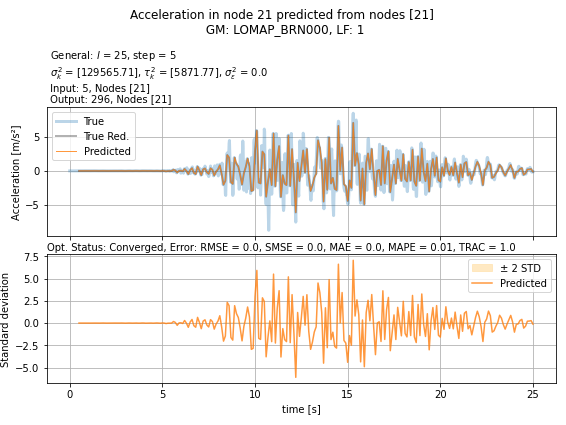 Acceleration in node 21 predicted from nodes [21]
GM: LOMAP_BRN000, LF: 1
General: l = 25, step = 5
σ²ₖ = [129565.71], τ²ₖ = [5871.77], σ²ε = 0.0
Input: 5, Nodes [21]
Output: 296, Nodes [21]
Acceleration [m/s²]
5
0
−5
True
True Red.
Predicted
Opt. Status: Converged, Error: RMSE = 0.0, SMSE = 0.0, MAE = 0.0, MAPE = 0.01, TRAC = 1.0
Standard deviation
7.5
5.0
2.5
0.0
−2.5
−5.0
± 2 STD
Predicted
0 5 10 15 20 25
time [s]